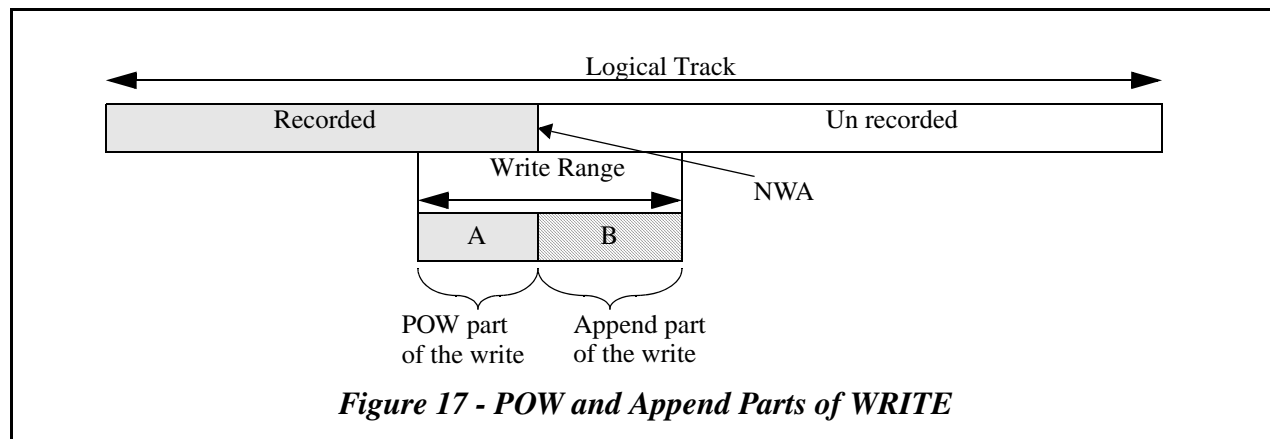 Logical Track
Recorded
Un recorded
Write Range
NWA
A
B
POW part
of the write
Append part
of the write
Figure 17 - POW and Append Parts of WRITE